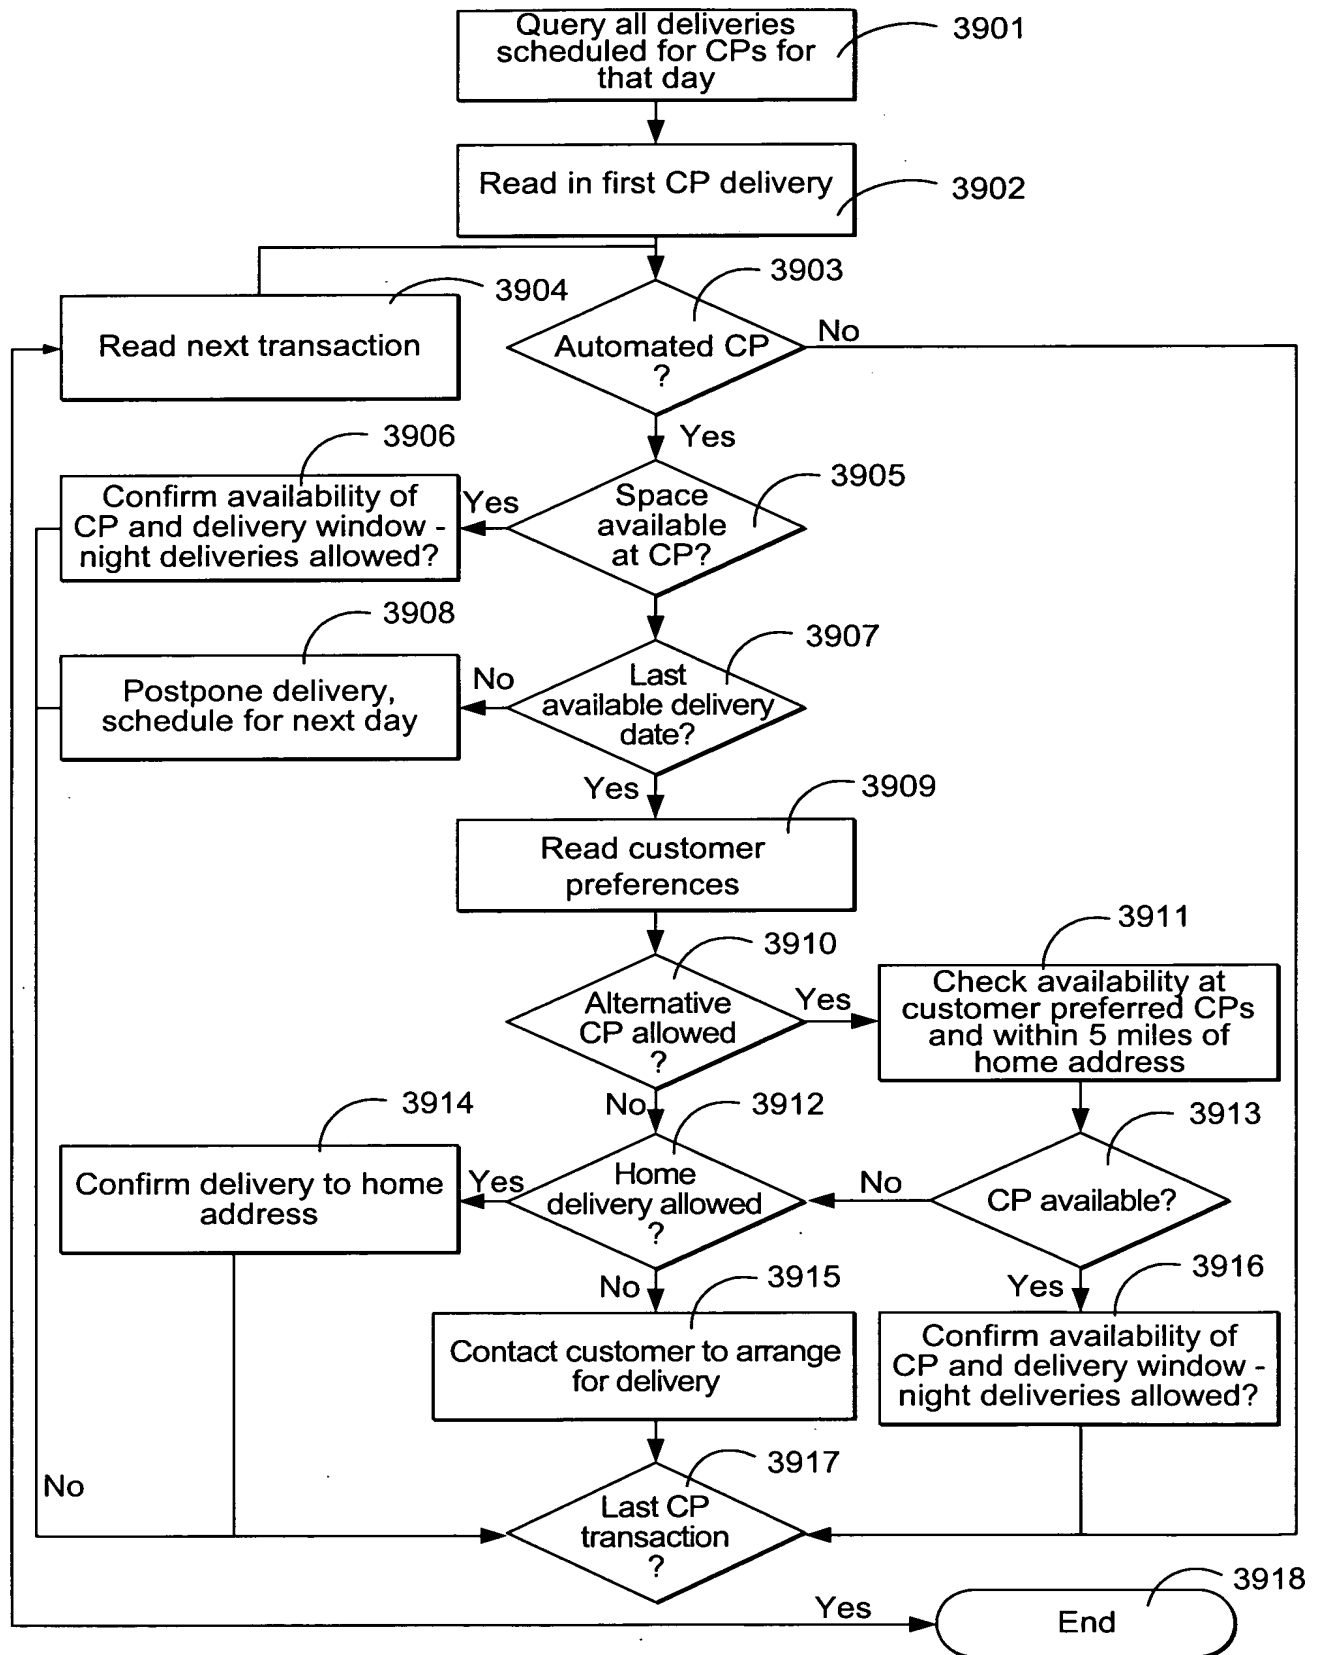 Query all deliveries
scheduled for CPs for
that day
3901
Read in first CP delivery
3902
3903
3904
Read next transaction
Automated CP
?
No
Yes
3906
3905
Confirm availability of
CP and delivery window -
night deliveries allowed?
Yes
Space
available
at CP?
3908
3907
Postpone delivery,
schedule for next day
No
Last
available delivery
date?
Yes
3909
Read customer
preferences
3911
3910
Alternative
CP allowed
?
Yes
Check availability at
customer preferred CPs
and within 5 miles of
home address
No
3914
3912
3913
Confirm delivery to home
address
Yes
Home
delivery allowed
?
No
CP available?
No
3915
Yes
3916
Contact customer to arrange
for delivery
Confirm availability of
CP and delivery window -
night deliveries allowed?
3917
No
Last CP
transaction
?
3918
Yes
End